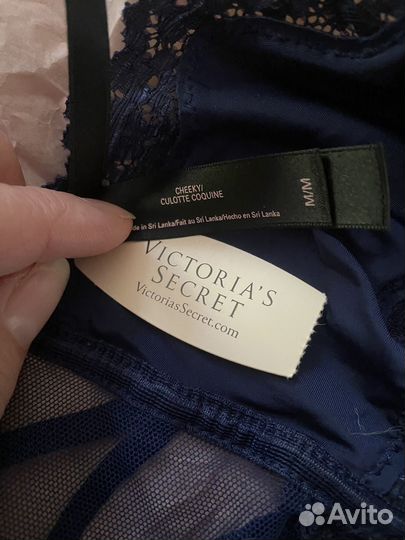 CHEEKY/
CULOTTE COQUINE
M/M
in Sri Lanka/Fait au Sri Lanka/Hecho en Sri Lanka
VICTORIA'S
SECRET
VictoriasSecret.com
Avito